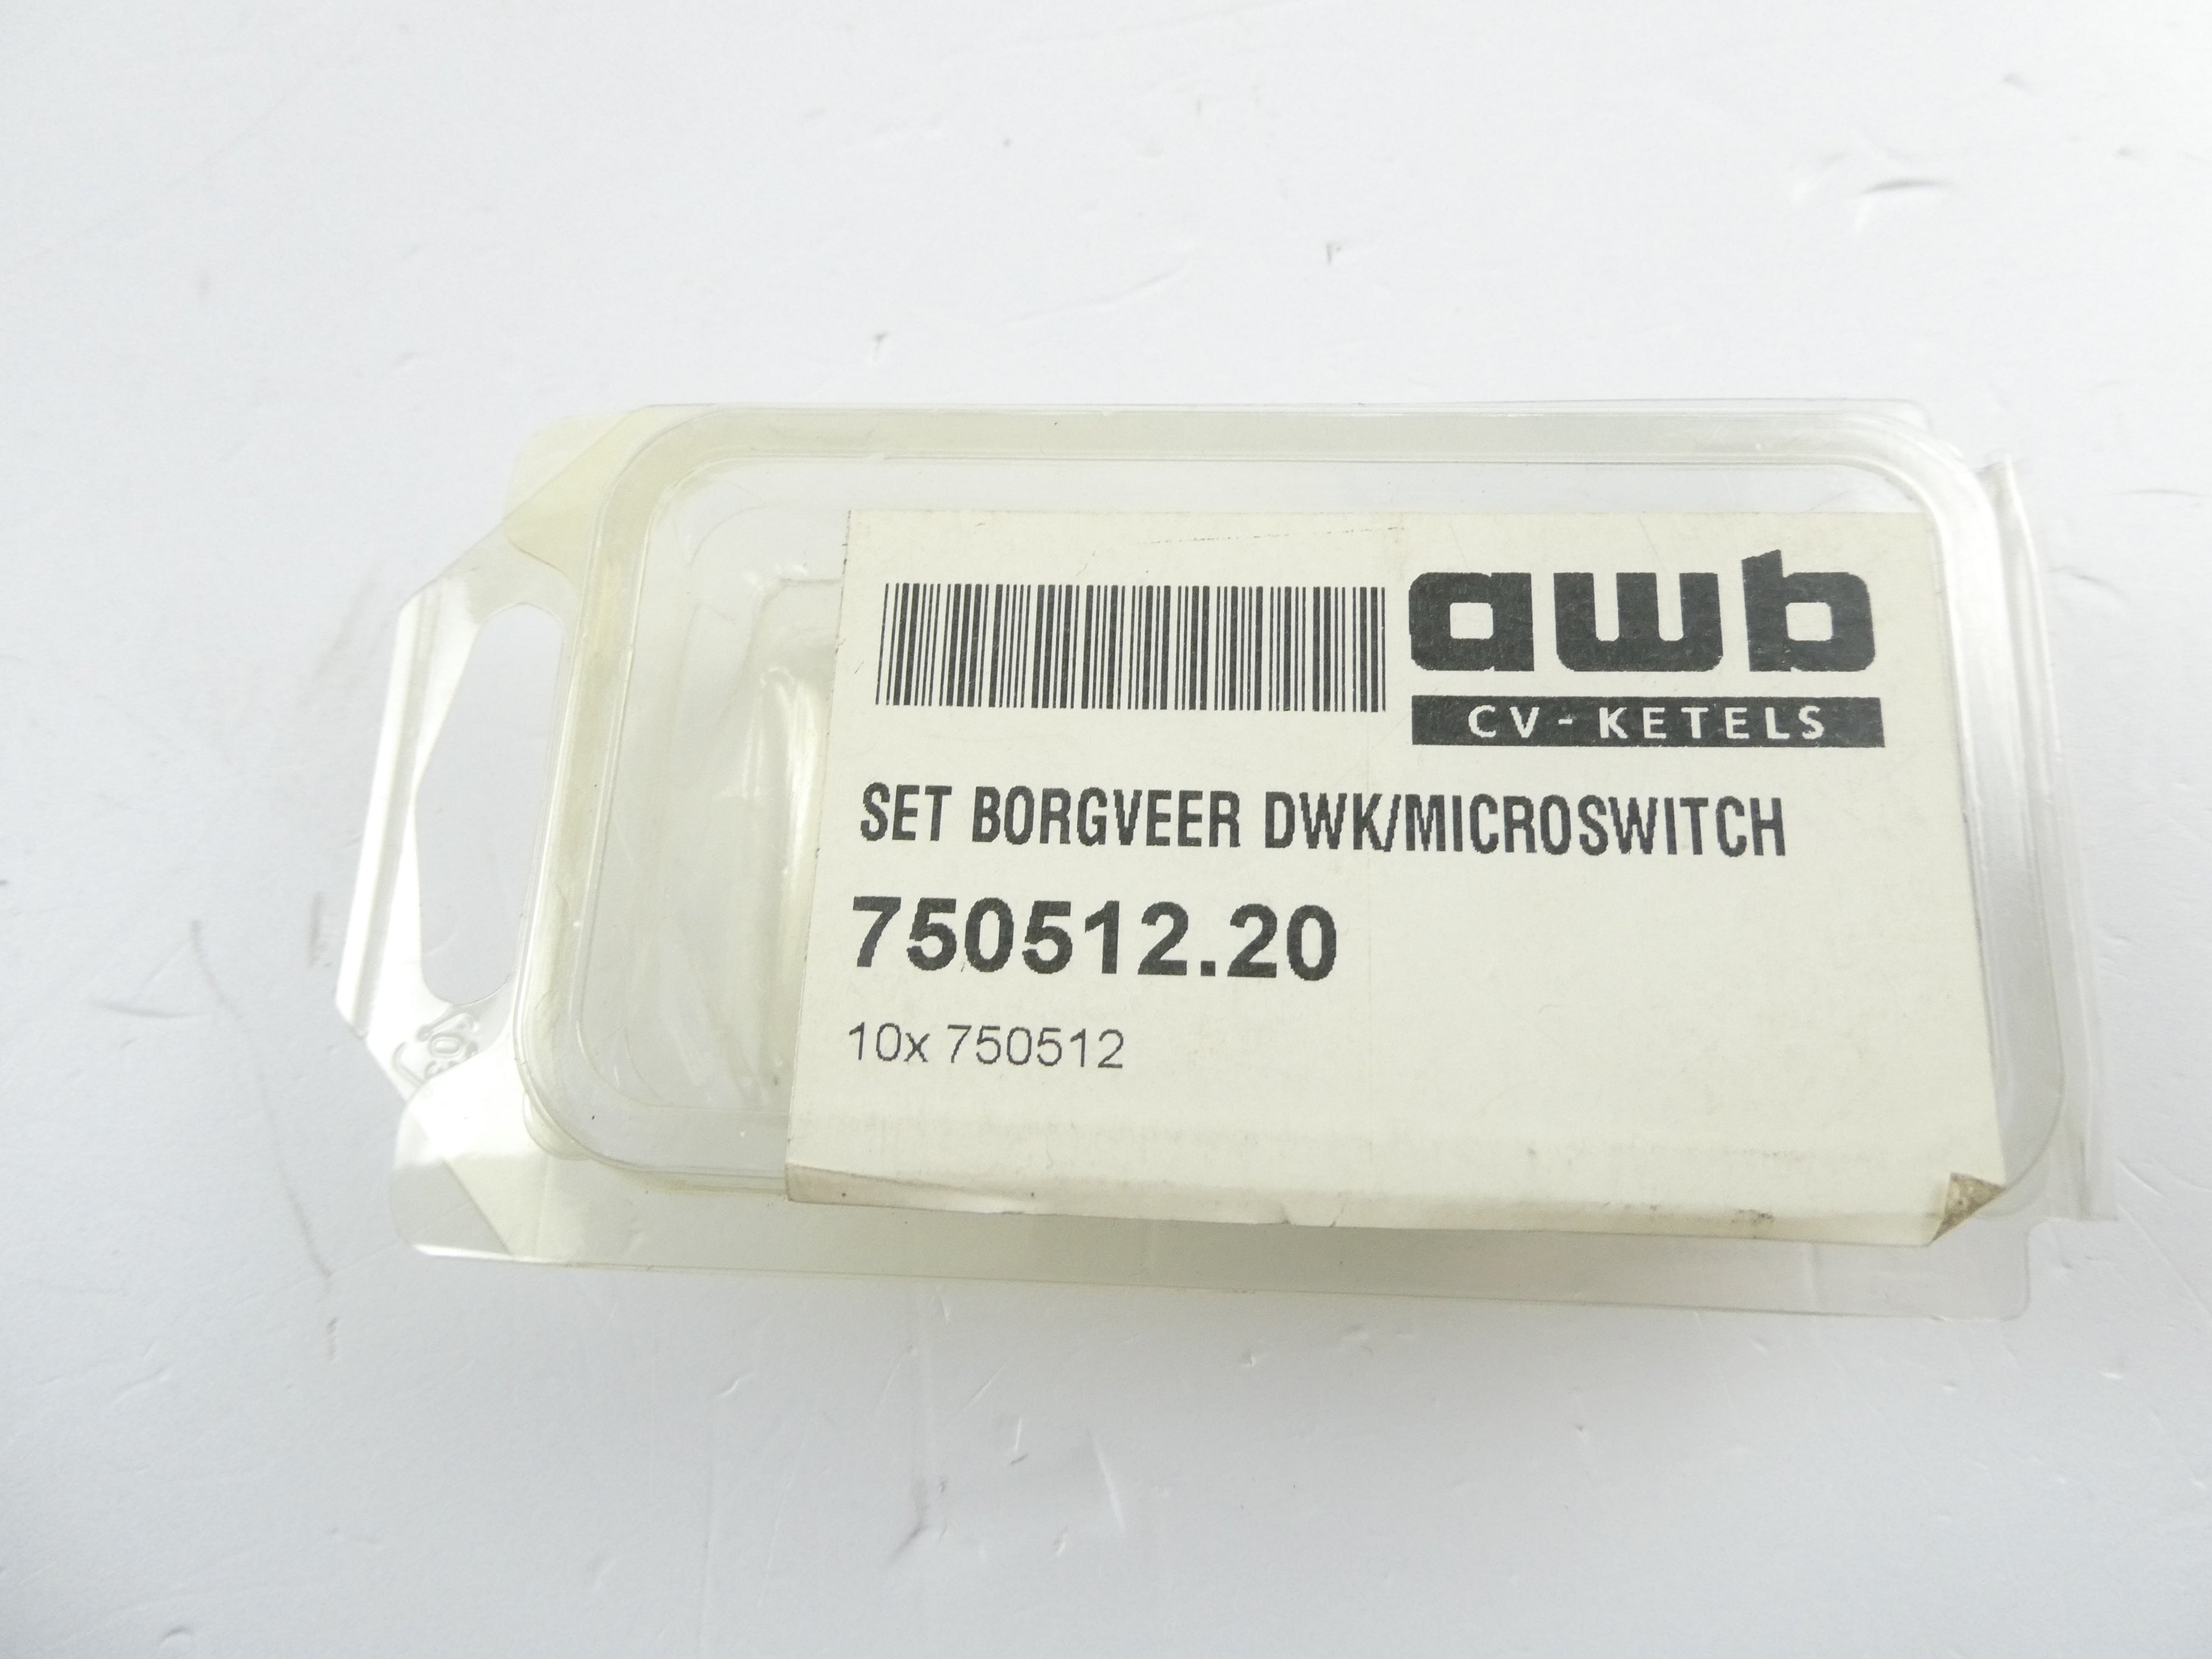 awb
CV-KETELS
SET BORGVEER DWK/MICROSWITCH
750512.20
10x 750512